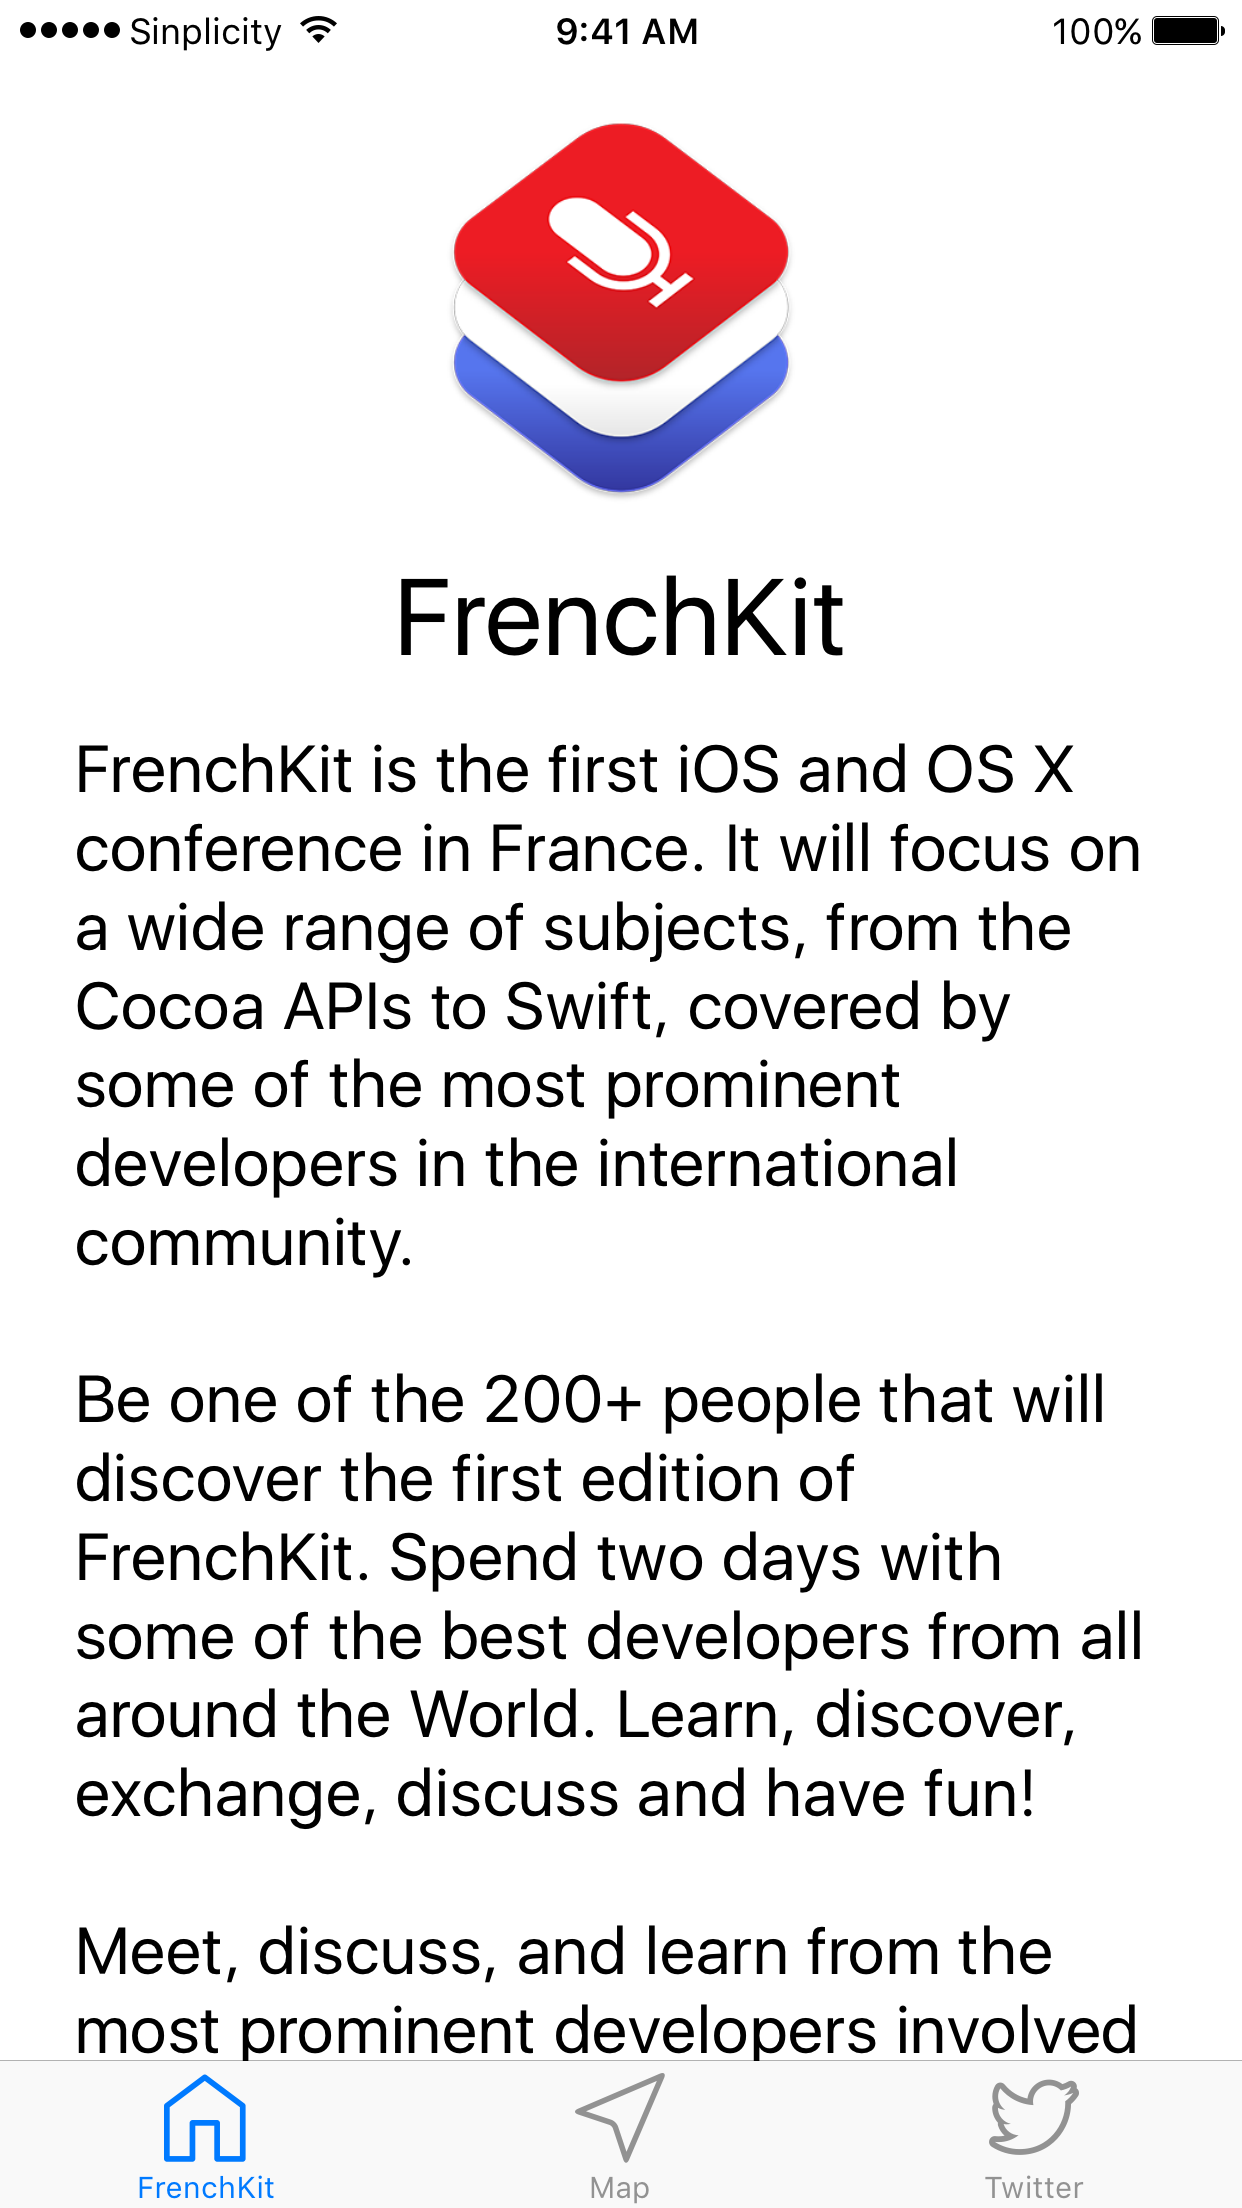 Sinplicity 9:41 AM 100%
FrenchKit
FrenchKit is the first iOS and OS X
conference in France. It will focus on
a wide range of subjects, from the
Cocoa APIs to Swift, covered by
some of the most prominent
developers in the international
community.
Be one of the 200+ people that will
discover the first edition of
FrenchKit. Spend two days with
some of the best developers from all
around the World. Learn, discover,
exchange, discuss and have fun!
Meet, discuss, and learn from the
most prominent developers involved
FrenchKit Map Twitter